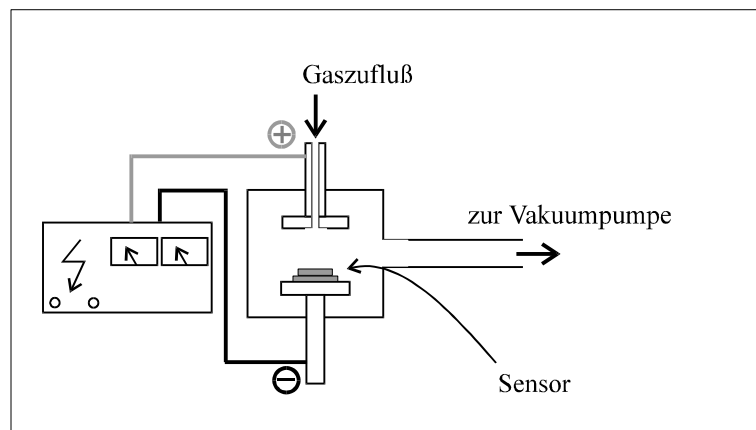 Gaszufluß
+
zur Vakuumpumpe
−
Sensor